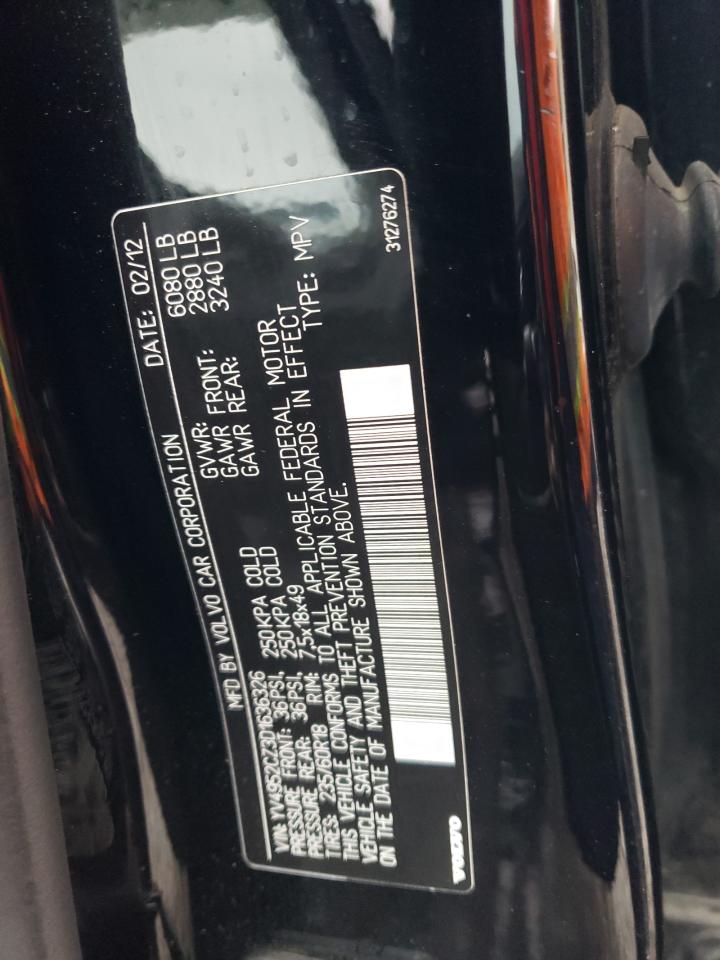 MFD BY VOLVO CAR CORPORATION DATE: 02/12
GVWR: 6080 LB
GAWR FRONT: 2880 LB
GAWR REAR: 3240 LB
VIN: YV4952CZ3D1636326
PRESSURE FRONT: 36PSI, 250KPA COLD
PRESSURE REAR: 36PSI, 250KPA COLD
TIRES: 235/60R18 RIM: 7,5x18x49
THIS VEHICLE CONFORMS TO ALL APPLICABLE FEDERAL MOTOR
VEHICLE SAFETY AND THEFT PREVENTION STANDARDS IN EFFECT
ON THE DATE OF MANUFACTURE SHOWN ABOVE. TYPE: MPV
VOLVO 31276274